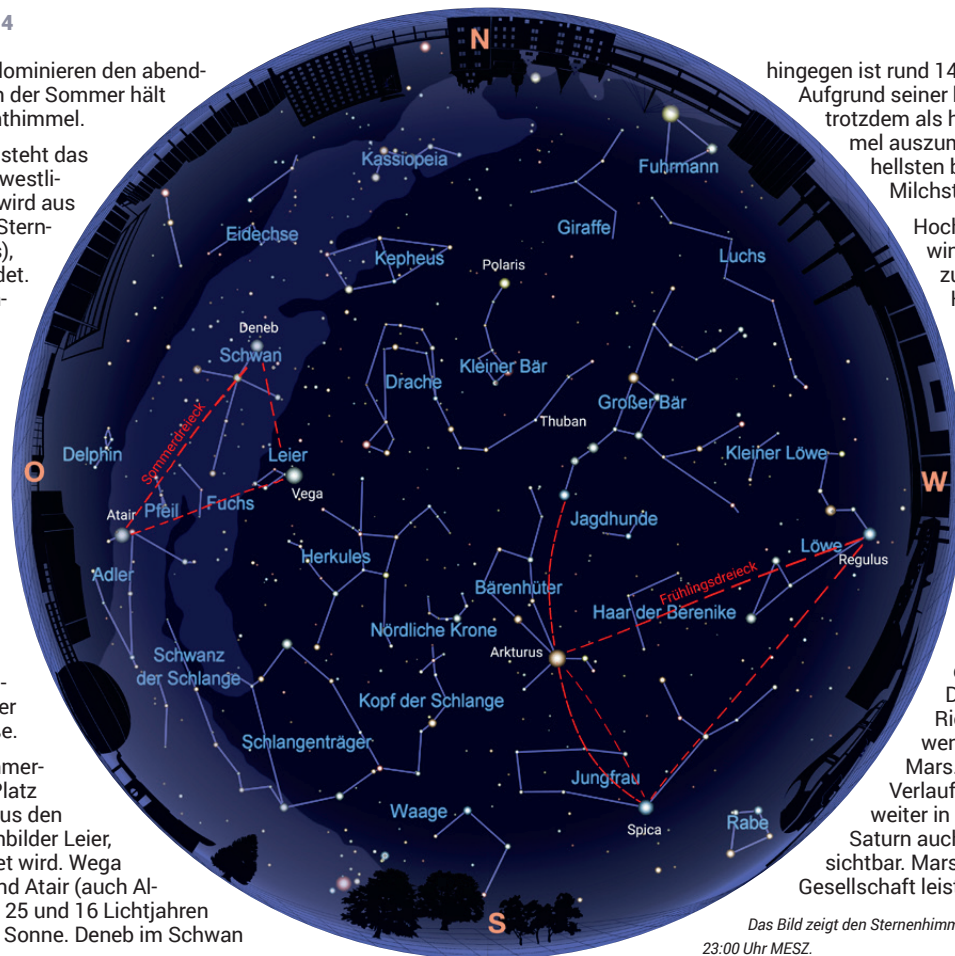 4
dominieren den abend-
der Sommer hält
nthimmel.
steht das
westli-
wird aus
Stern-
s),
det.
er
se.
mmer-
Platz
us den
nbilder Leier,
et wird. Wega
nd Atair (auch Al-
25 und 16 Lichtjahren
Sonne. Deneb im Schwan
N
Kassiopeia
Fuhrmann
Eidechse
Giraffe
Kepheus
Luchs
Polaris
Deneb
Schwan
Kleiner Bär
Drache
Großer Bär
Thuban
Sommerdreieck
Delphin
Leier
Kleiner Löwe
O
W
Vega
Pfeil
Fuchs
Atair
Jagdhunde
Herkules
Löwe
Regulus
Adler
Bärenhüter
Frühlingsdreieck
Haar der Berenike
Nördliche Krone
Arkturus
Schwanz
der Schlange
Kopf der Schlange
Schlangenträger
Jungfrau
Waage
Spica
Rabe
S
hingegen ist rund 14
Aufgrund seiner
trotzdem als h
mel auszun
hellsten b
Milchst
Hoch
win
zu
D
Ric
wer
Mars.
Verlauf
weiter in
Saturn auch
sichtbar. Mars
Gesellschaft leist
Das Bild zeigt den Sternenhimm
23:00 Uhr MESZ.